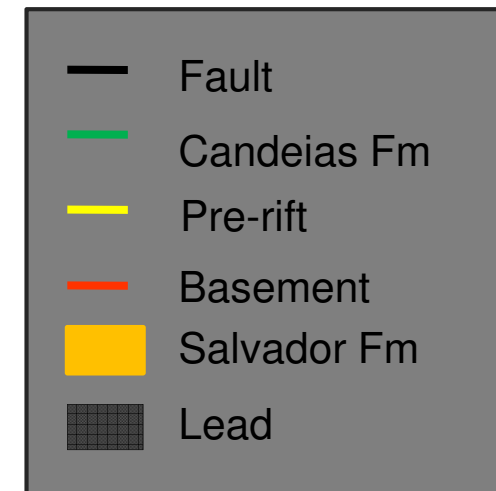 Fault
Candeias Fm
Pre-rift
Basement
Salvador Fm
Lead